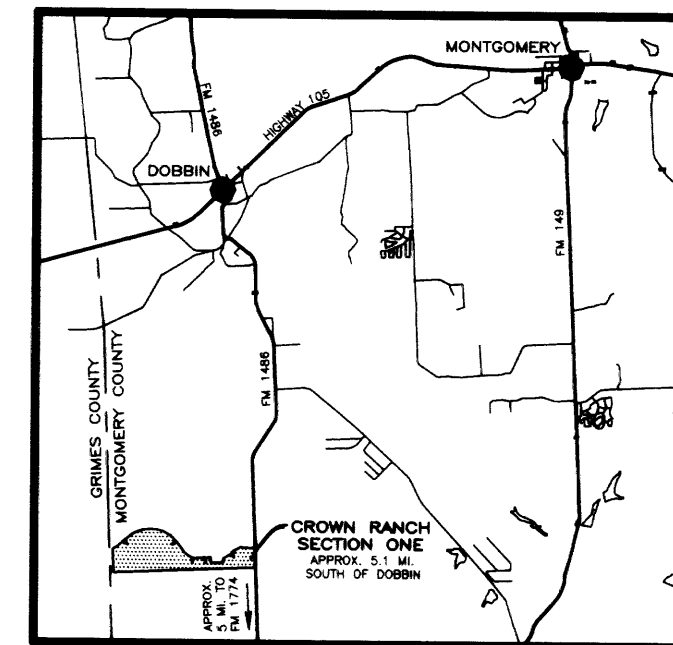 MONTGOMERY
FM 1486
HIGHWAY 105
DOBBIN
FM 149
GRIMES COUNTY
MONTGOMERY COUNTY
FM 1486
CROWN RANCH
SECTION ONE
APPROX. 5.1 MI.
SOUTH OF DOBBIN
APPROX.
5 MI. TO
FM 1774